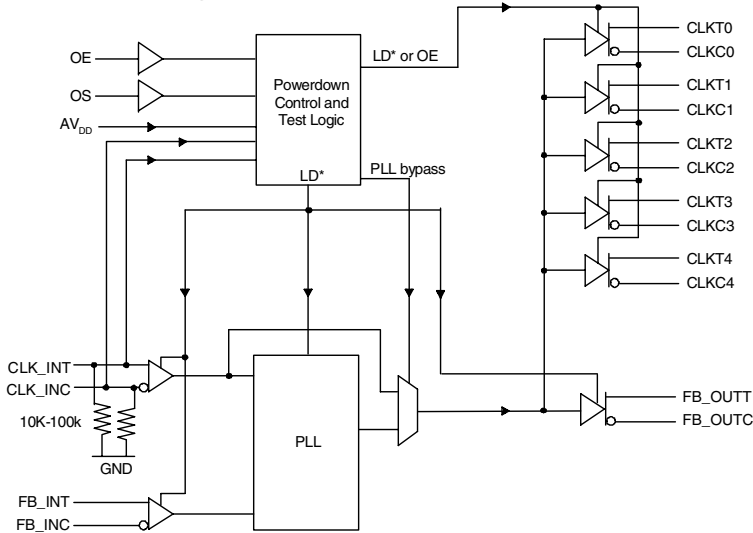 OE
OS
AVDD
Powerdown
Control and
Test Logic
LD*
LD* or OE
PLL bypass
CLKT0
CLKC0
CLKT1
CLKC1
CLKT2
CLKC2
CLKT3
CLKC3
CLKT4
CLKC4
CLK_INT
CLK_INC
10K-100k
GND
PLL
FB_INT
FB_INC
FB_OUTT
FB_OUTC